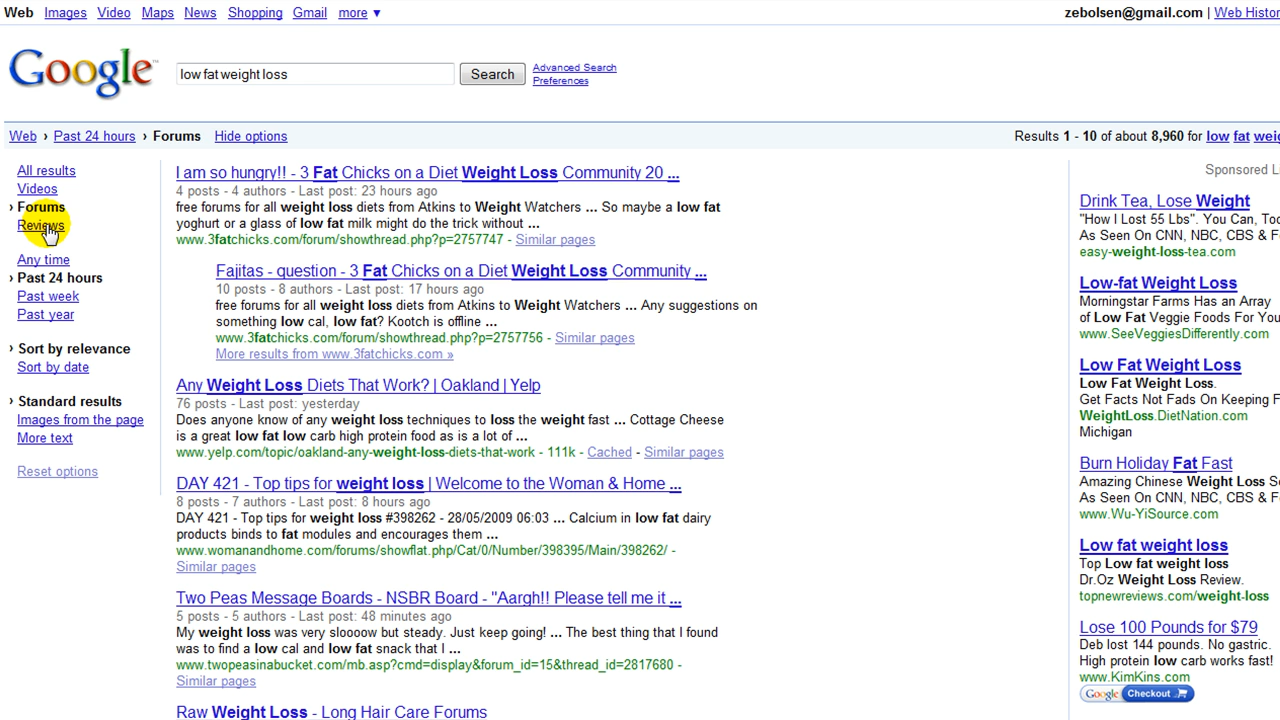 Web Images Video Maps News Shopping Gmail more ▼
zebolsen@gmail.com | Web Histor
Google™
low fat weight loss
Search
Advanced Search
Preferences
Web › Past 24 hours › Forums Hide options
Results 1 - 10 of about 8,960 for low fat weig
All results
Videos
› Forums
Reviews
Any time
› Past 24 hours
Past week
Past year
› Sort by relevance
Sort by date
› Standard results
Images from the page
More text
Reset options
I am so hungry!! - 3 Fat Chicks on a Diet Weight Loss Community 20 ...
4 posts - 4 authors - Last post: 23 hours ago
free forums for all weight loss diets from Atkins to Weight Watchers ... So maybe a low fat
yoghurt or a glass of low fat milk might do the trick without ...
www.3fatchicks.com/forum/showthread.php?p=2757747 - Similar pages
Fajitas - question - 3 Fat Chicks on a Diet Weight Loss Community ...
10 posts - 8 authors - Last post: 17 hours ago
free forums for all weight loss diets from Atkins to Weight Watchers ... Any suggestions on
something low cal, low fat? Kootch is offline ...
www.3fatchicks.com/forum/showthread.php?p=2757756 - Similar pages
More results from www.3fatchicks.com »
Any Weight Loss Diets That Work? | Oakland | Yelp
76 posts - Last post: yesterday
Does anyone know of any weight loss techniques to loss the weight fast ... Cottage Cheese
is a great low fat low carb high protein food as is a lot of ...
www.yelp.com/topic/oakland-any-weight-loss-diets-that-work - 111k - Cached - Similar pages
DAY 421 - Top tips for weight loss | Welcome to the Woman & Home ...
8 posts - 7 authors - Last post: 8 hours ago
DAY 421 - Top tips for weight loss #398262 - 28/05/2009 06:03 ... Calcium in low fat dairy
products binds to fat modules and encourages them ...
www.womanandhome.com/forums/showflat.php/Cat/0/Number/398395/Main/398262/ -
Similar pages
Two Peas Message Boards - NSBR Board - "Aargh!! Please tell me it ...
5 posts - 5 authors - Last post: 48 minutes ago
My weight loss was very sloooow but steady. Just keep going! ... The best thing that I found
was to find a low cal and low fat snack that I ...
www.twopeasinabucket.com/mb.asp?cmd=display&forum_id=15&thread_id=2817680 -
Similar pages
Raw Weight Loss - Long Hair Care Forums
Sponsored Li
Drink Tea, Lose Weight
"How I Lost 55 Lbs". You Can, Too
As Seen On CNN, NBC, CBS & F
easy-weight-loss-tea.com
Low-fat Weight Loss
Morningstar Farms Has an Array
of Low Fat Veggie Foods For You
www.SeeVeggiesDifferently.com
Low Fat Weight Loss
Low Fat Weight Loss.
Get Facts Not Fads On Keeping F
WeightLoss.DietNation.com
Michigan
Burn Holiday Fat Fast
Amazing Chinese Weight Loss Se
As Seen On CNN, NBC, CBS & F
www.Wu-YiSource.com
Low fat weight loss
Top Low fat weight loss
Dr.Oz Weight Loss Review.
topnewreviews.com/weight-loss
Lose 100 Pounds for $79
Deb lost 144 pounds. No gastric.
High protein low carb works fast!
www.KimKins.com
Google Checkout